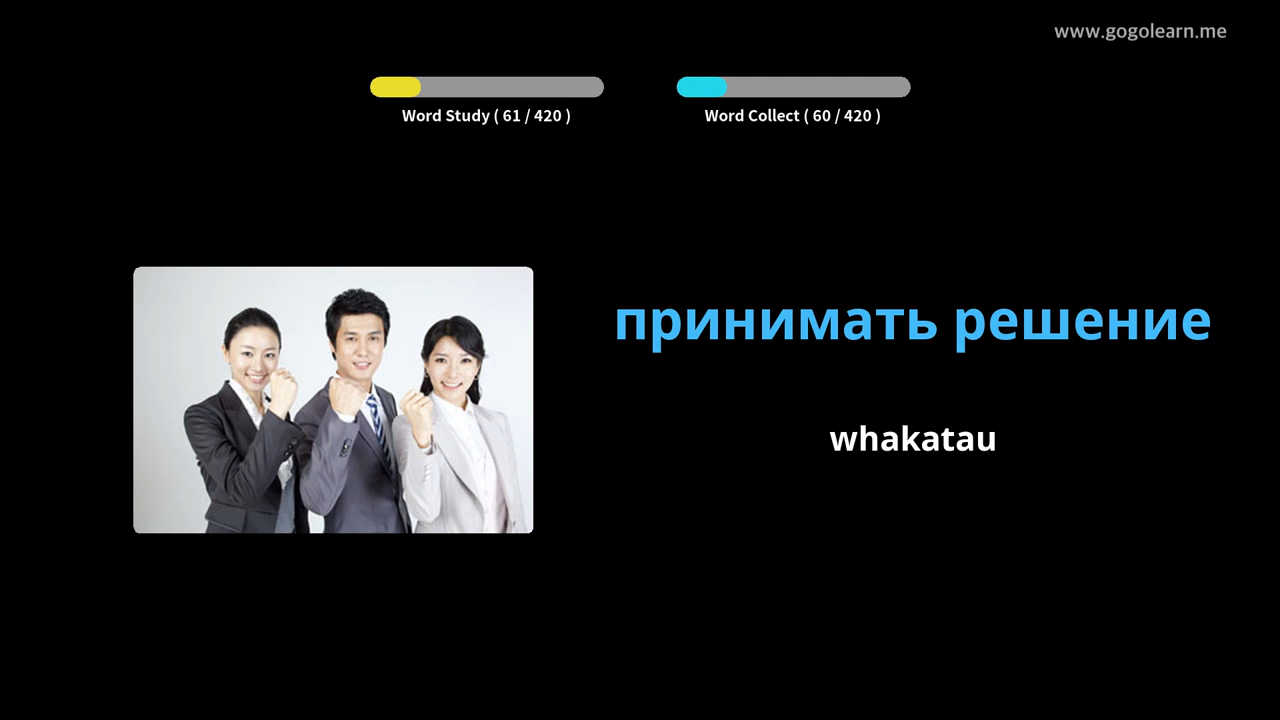 www.gogolearn.me
Word Study ( 61 / 420 )
Word Collect ( 60 / 420 )
принимать решение
whakatau